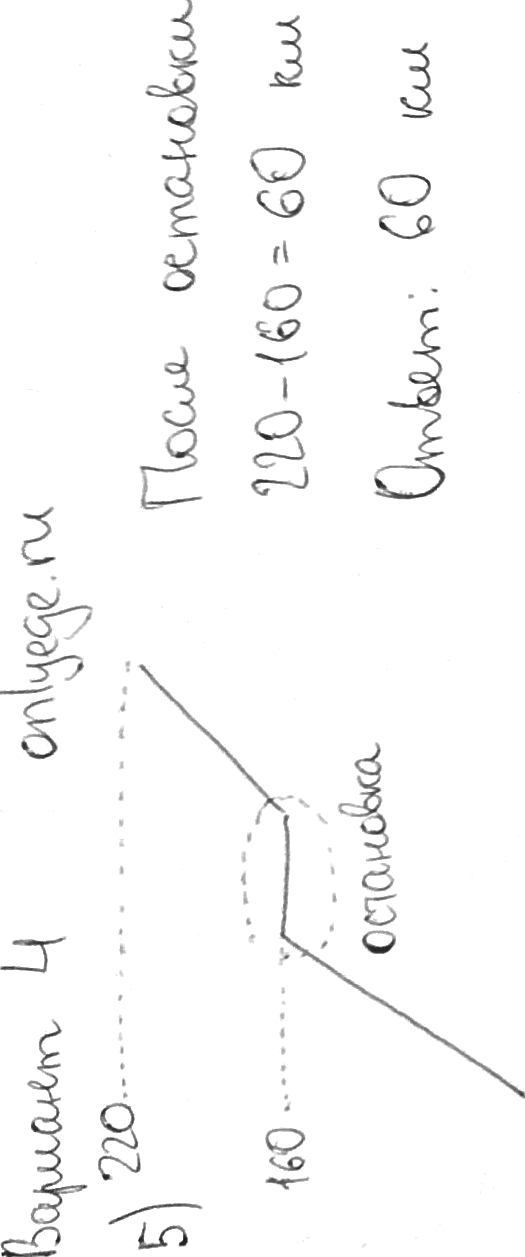 Вариант 4 onlyege.ru
5)
220
160
остановка
После остановки
220-160=60 км
Ответ: 60 км